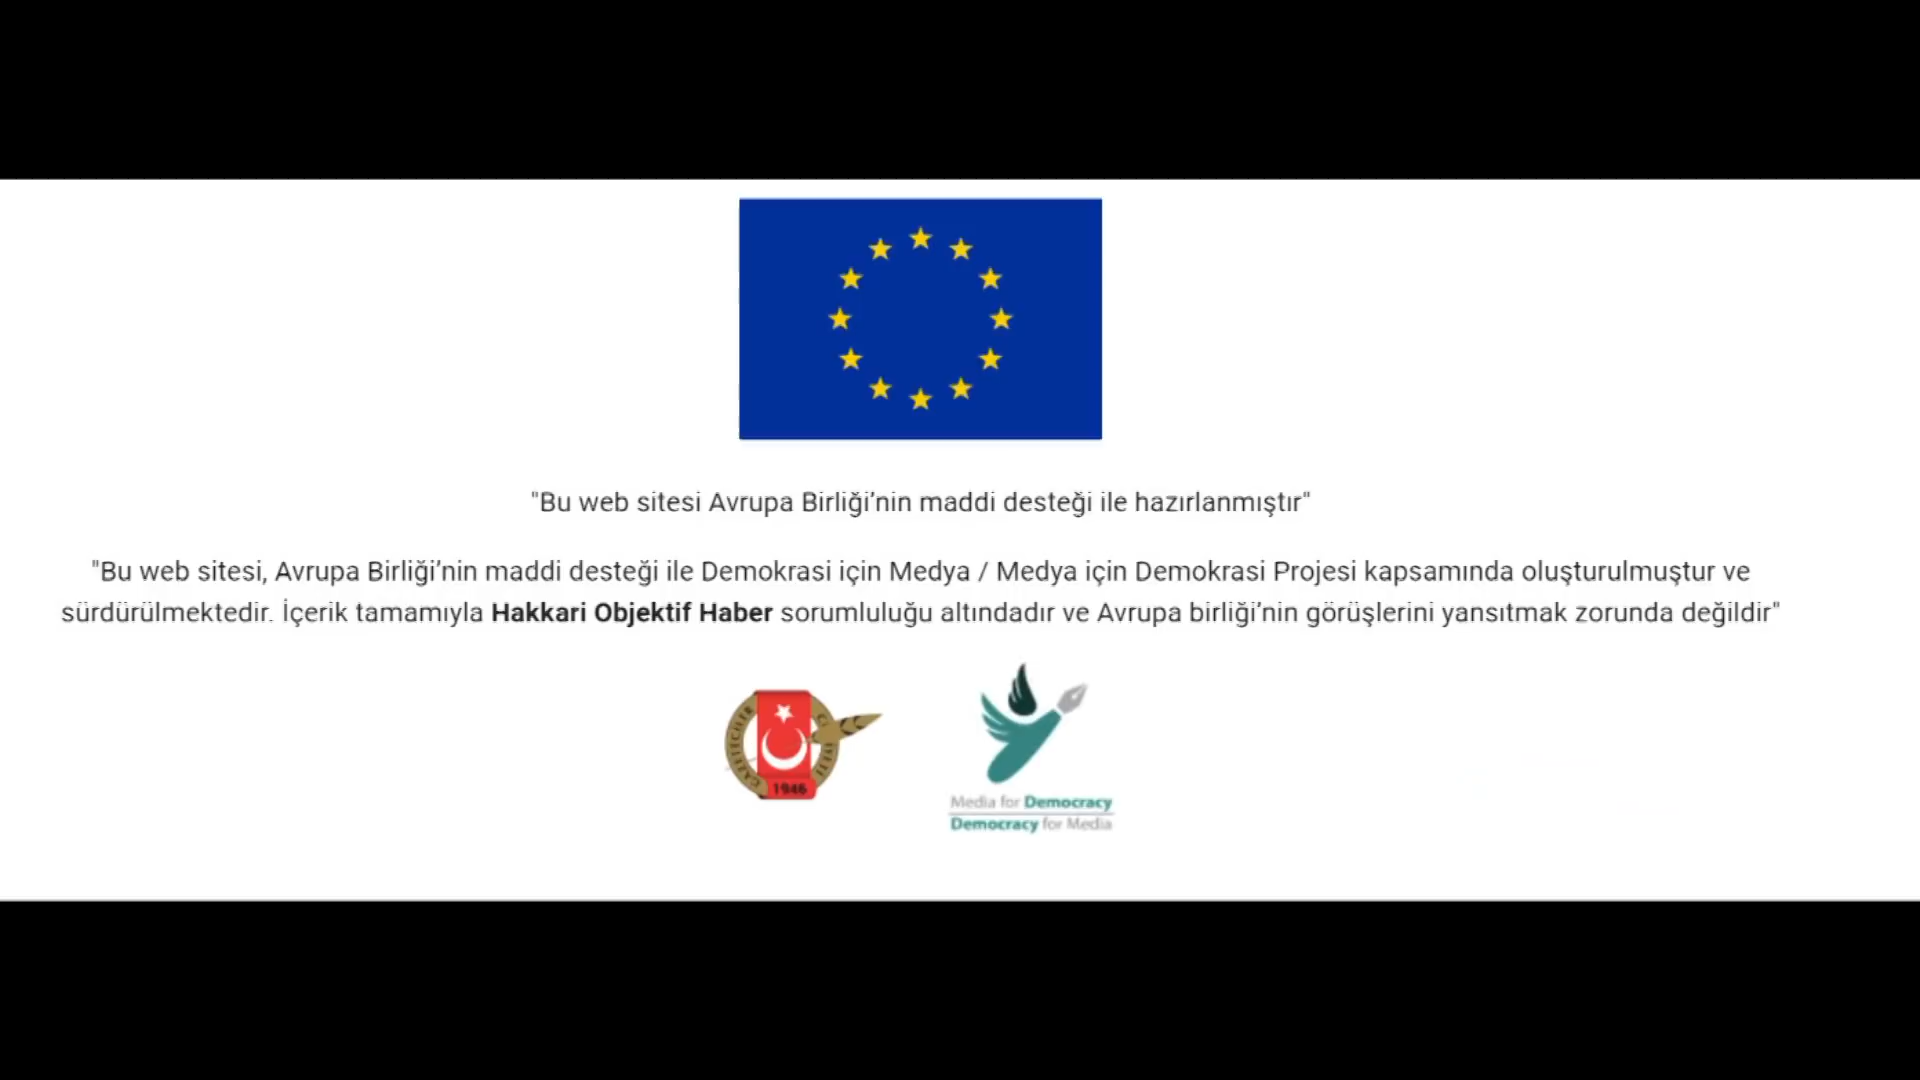 "Bu web sitesi Avrupa Birliği’nin maddi desteği ile hazırlanmıştır"
"Bu web sitesi, Avrupa Birliği’nin maddi desteği ile Demokrasi için Medya / Medya için Demokrasi Projesi kapsamında oluşturulmuştur ve
sürdürülmektedir. İçerik tamamıyla Hakkari Objektif Haber sorumluluğu altındadır ve Avrupa birliği’nin görüşlerini yansıtmak zorunda değildir"
1946
Media for Democracy
Democracy for Media